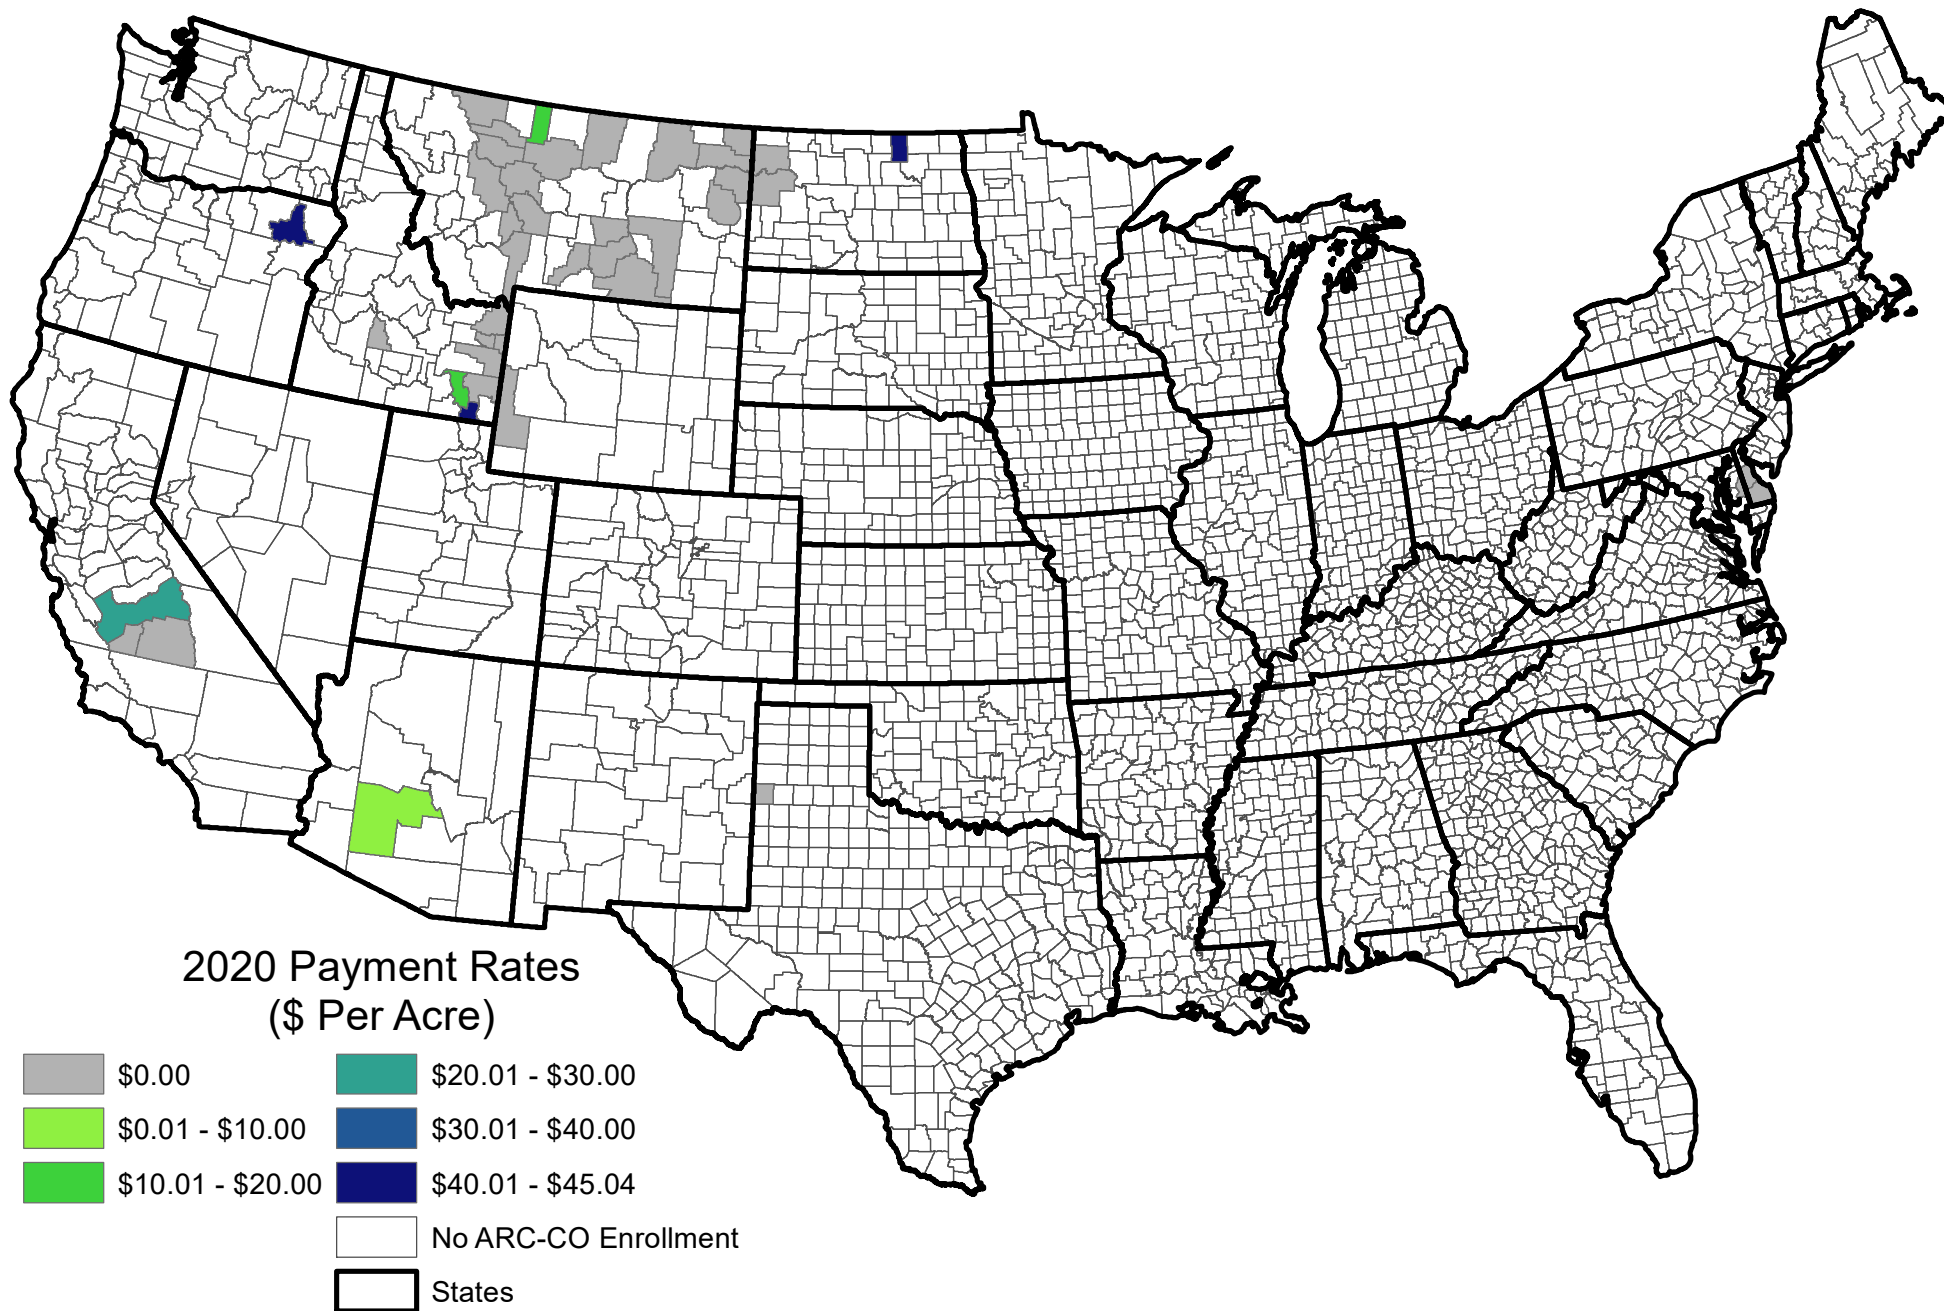 2020 Payment Rates
($ Per Acre)
$0.00
$0.01 - $10.00
$10.01 - $20.00
$20.01 - $30.00
$30.01 - $40.00
$40.01 - $45.04
No ARC-CO Enrollment
States